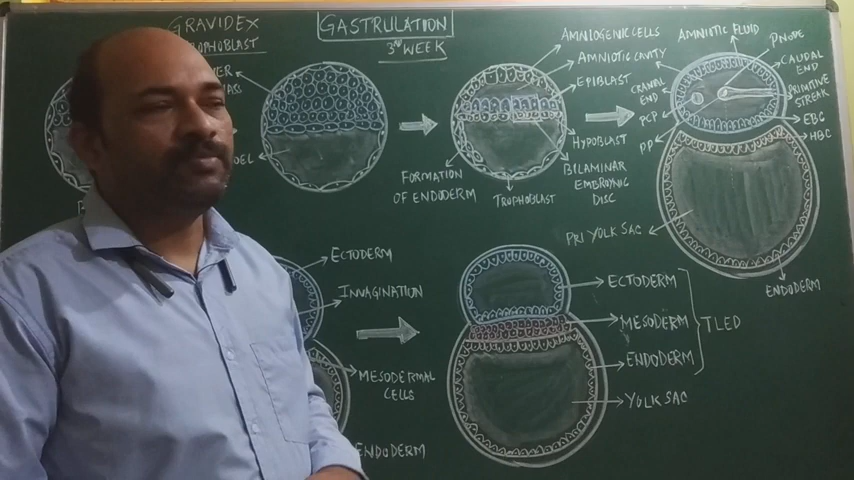 GRAVIDEX
GASTRULATION
3RD WEEK
AMNIOGENIC CELLS
AMNIOTIC CAVITY
EPIBLAST
HYPOBLAST
BILAMINAR
EMBRYONIC
DISC
FORMATION
OF ENDODERM
TROPHOBLAST
AMNIOTIC FLUID
PNODE
CAUDAL
END
PRIMITIVE
STREAK
EBC
HBC
CRANIAL
END
PCP
PP
PRI YOLK SAC
ENDODERM
ECTODERM
INVAGINATION
MESODERMAL
CELLS
ENDODERM
ECTODERM
MESODERM
ENDODERM
TLED
YOLK SAC